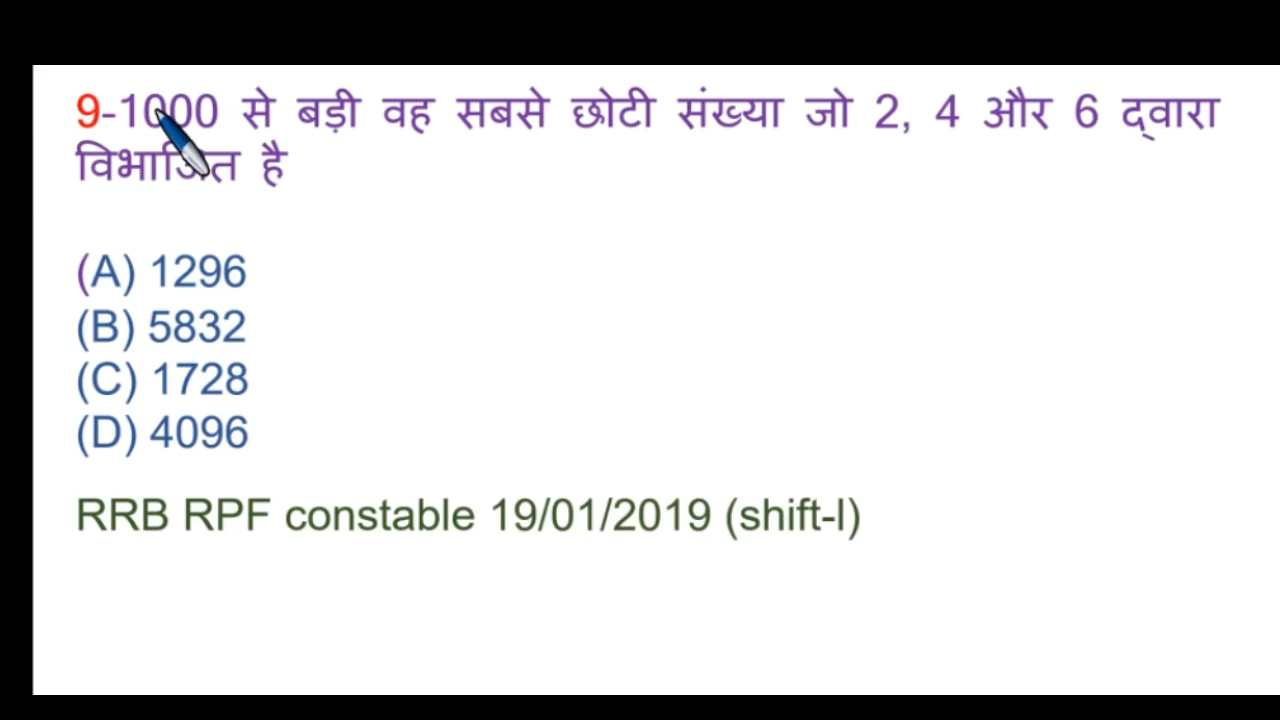 9-1000 से बड़ी वह सबसे छोटी संख्या जो 2, 4 और 6 द्वारा
विभाजित है
(A) 1296
(B) 5832
(C) 1728
(D) 4096
RRB RPF constable 19/01/2019 (shift-I)